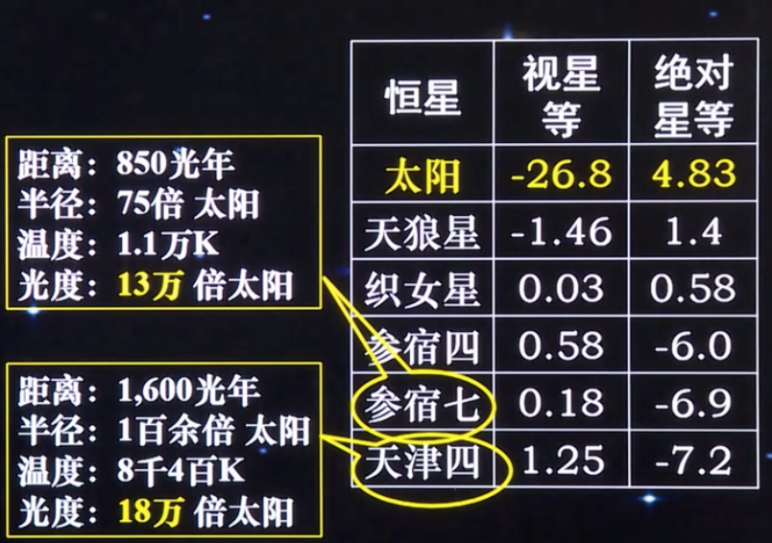 距离：850光年
半径：75倍 太阳
温度：1.1万K
光度：13万 倍太阳
距离：1,600光年
半径：1百余倍 太阳
温度：8千4百K
光度：18万 倍太阳
恒星 视星等 绝对星等
太阳 -26.8 4.83
天狼星 -1.46 1.4
织女星 0.03 0.58
参宿四 0.58 -6.0
参宿七 0.18 -6.9
天津四 1.25 -7.2